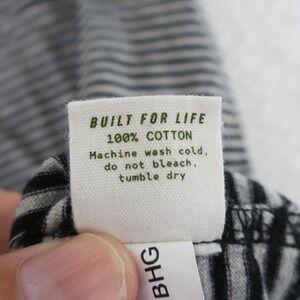 BUILT FOR LIFE
100% COTTON
Machine wash cold,
do not bleach,
tumble dry
BHG